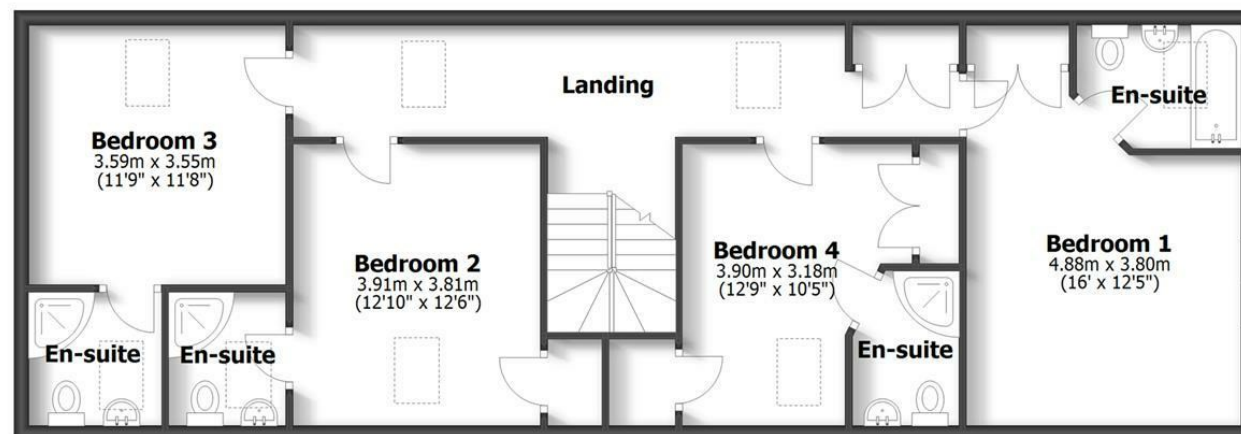 Landing
En-suite
Bedroom 3
3.59m x 3.55m
(11'9" x 11'8")
Bedroom 2
3.91m x 3.81m
(12'10" x 12'6")
Bedroom 4
3.90m x 3.18m
(12'9" x 10'5")
Bedroom 1
4.88m x 3.80m
(16' x 12'5")
En-suite
En-suite
En-suite